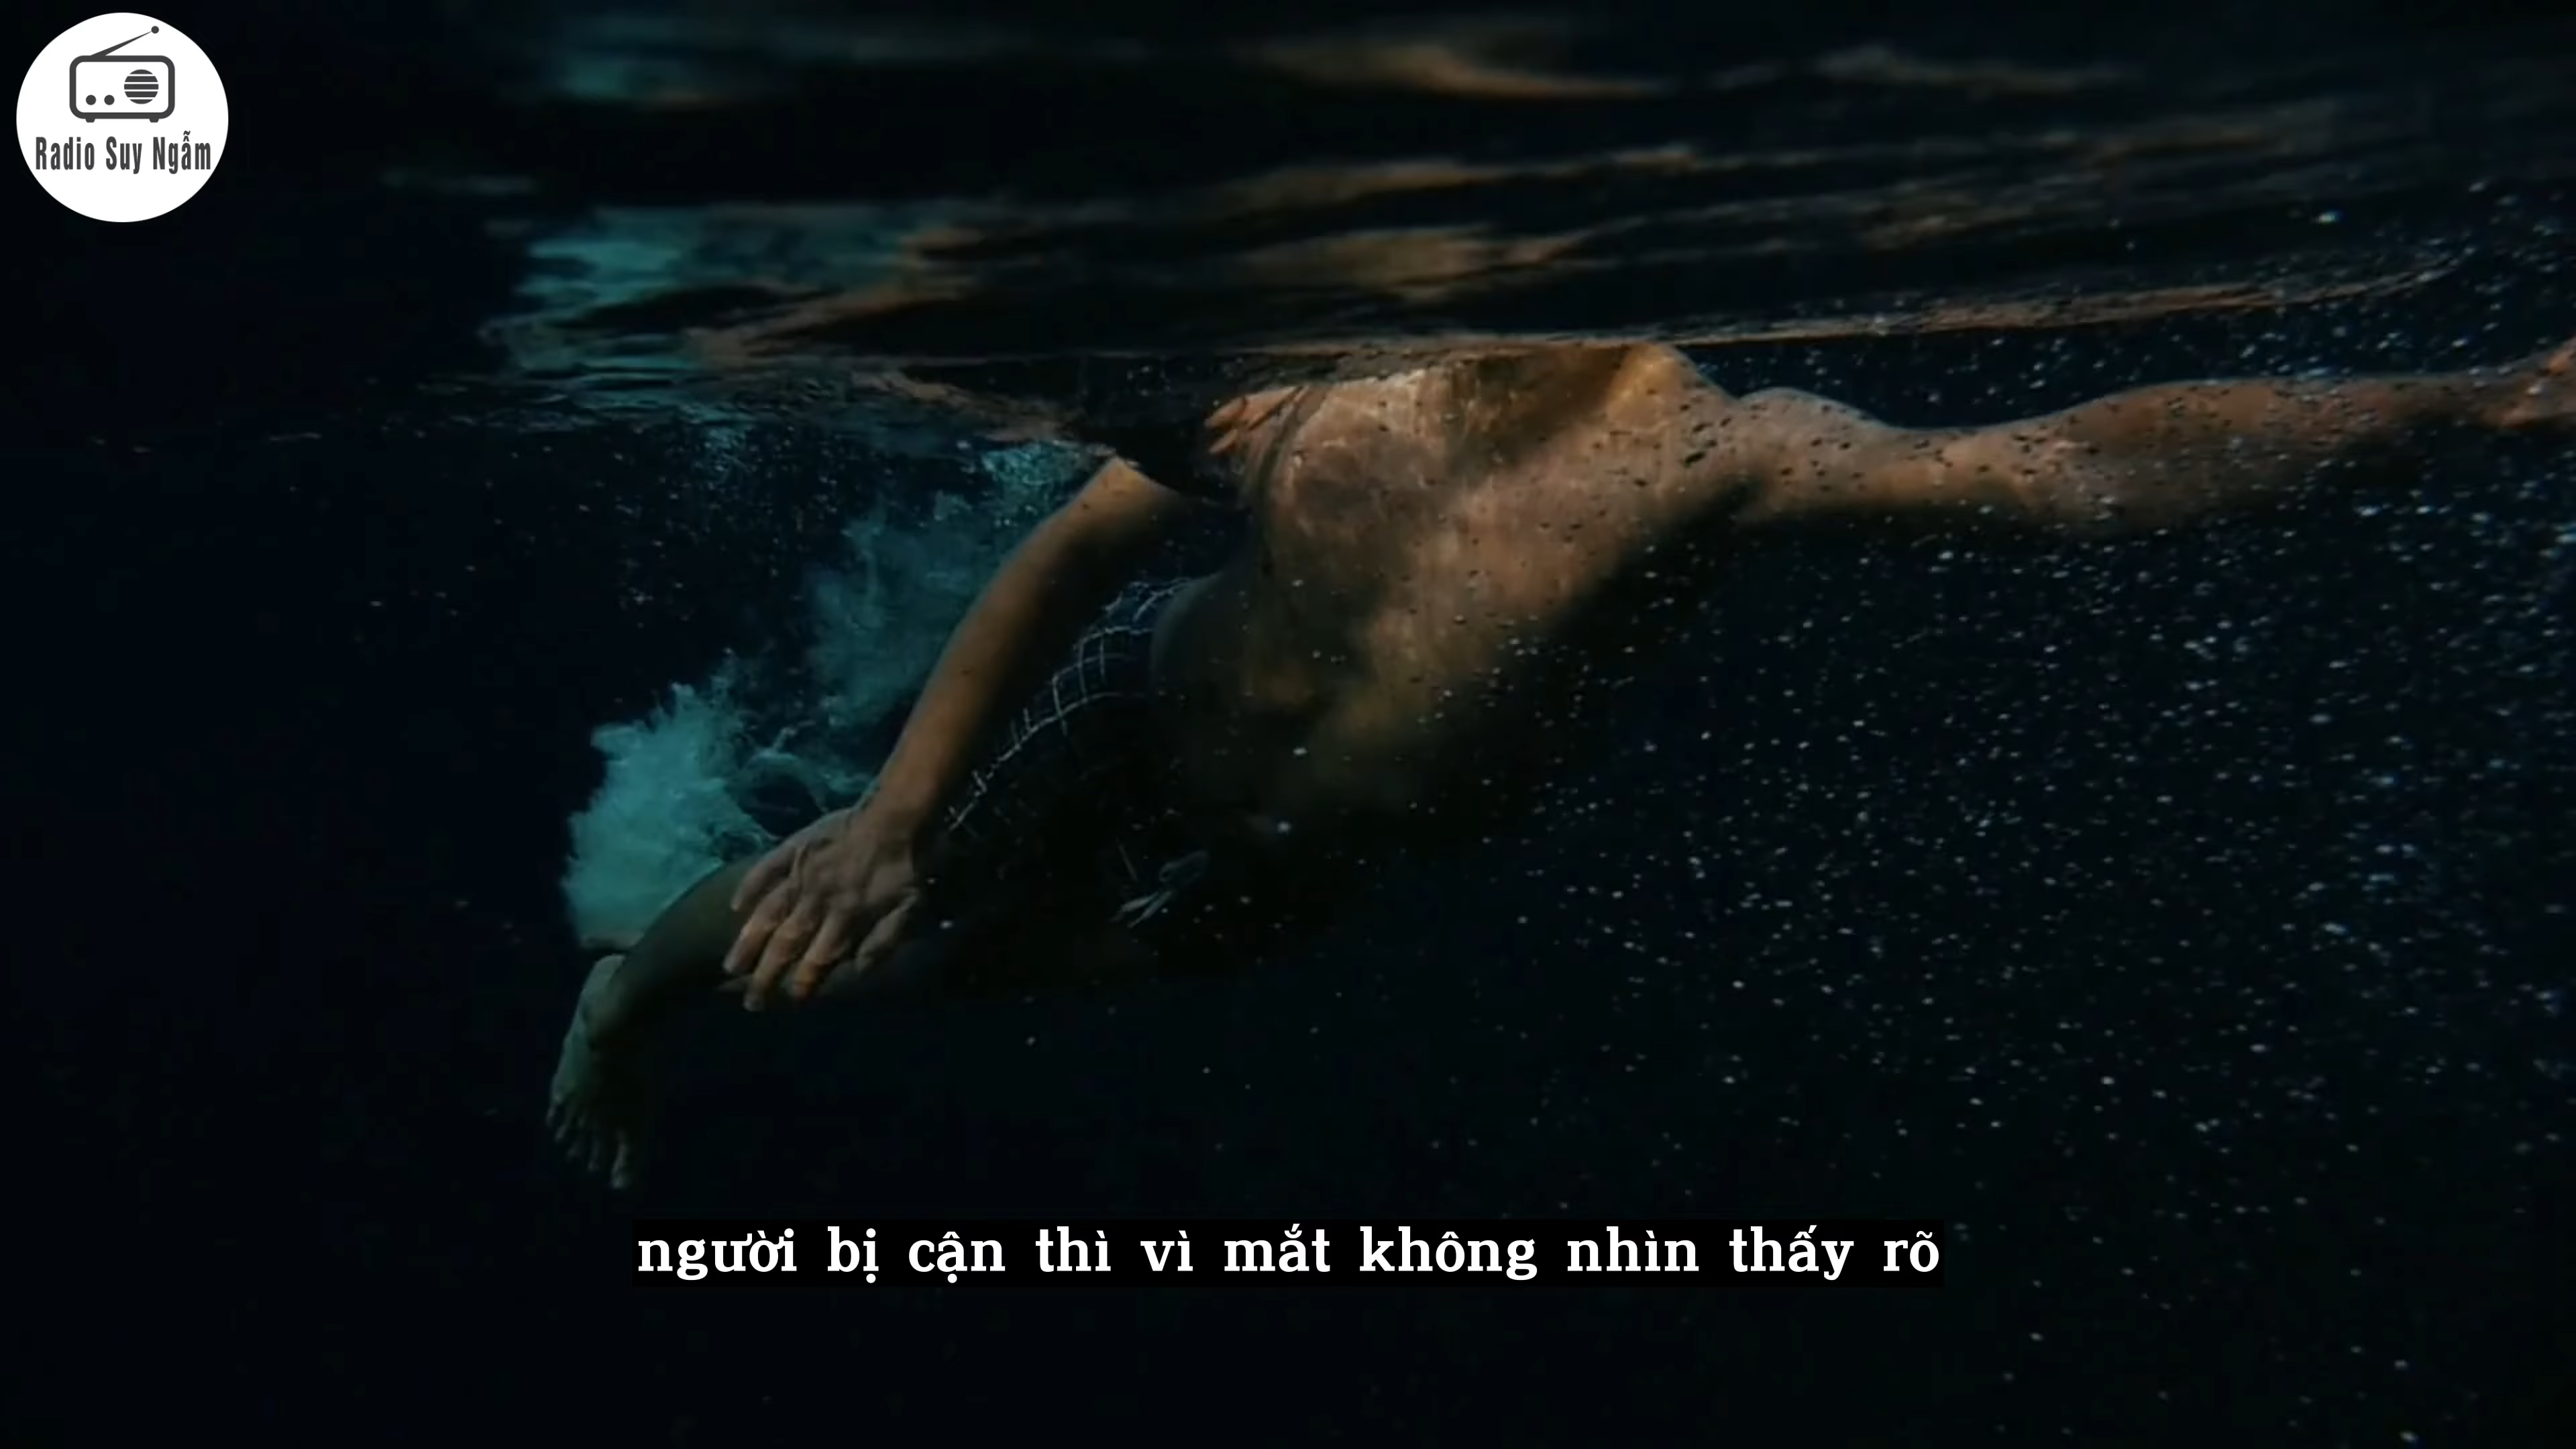 Radio Suy Ngẫm
người bị cận thì vì mắt không nhìn thấy rõ